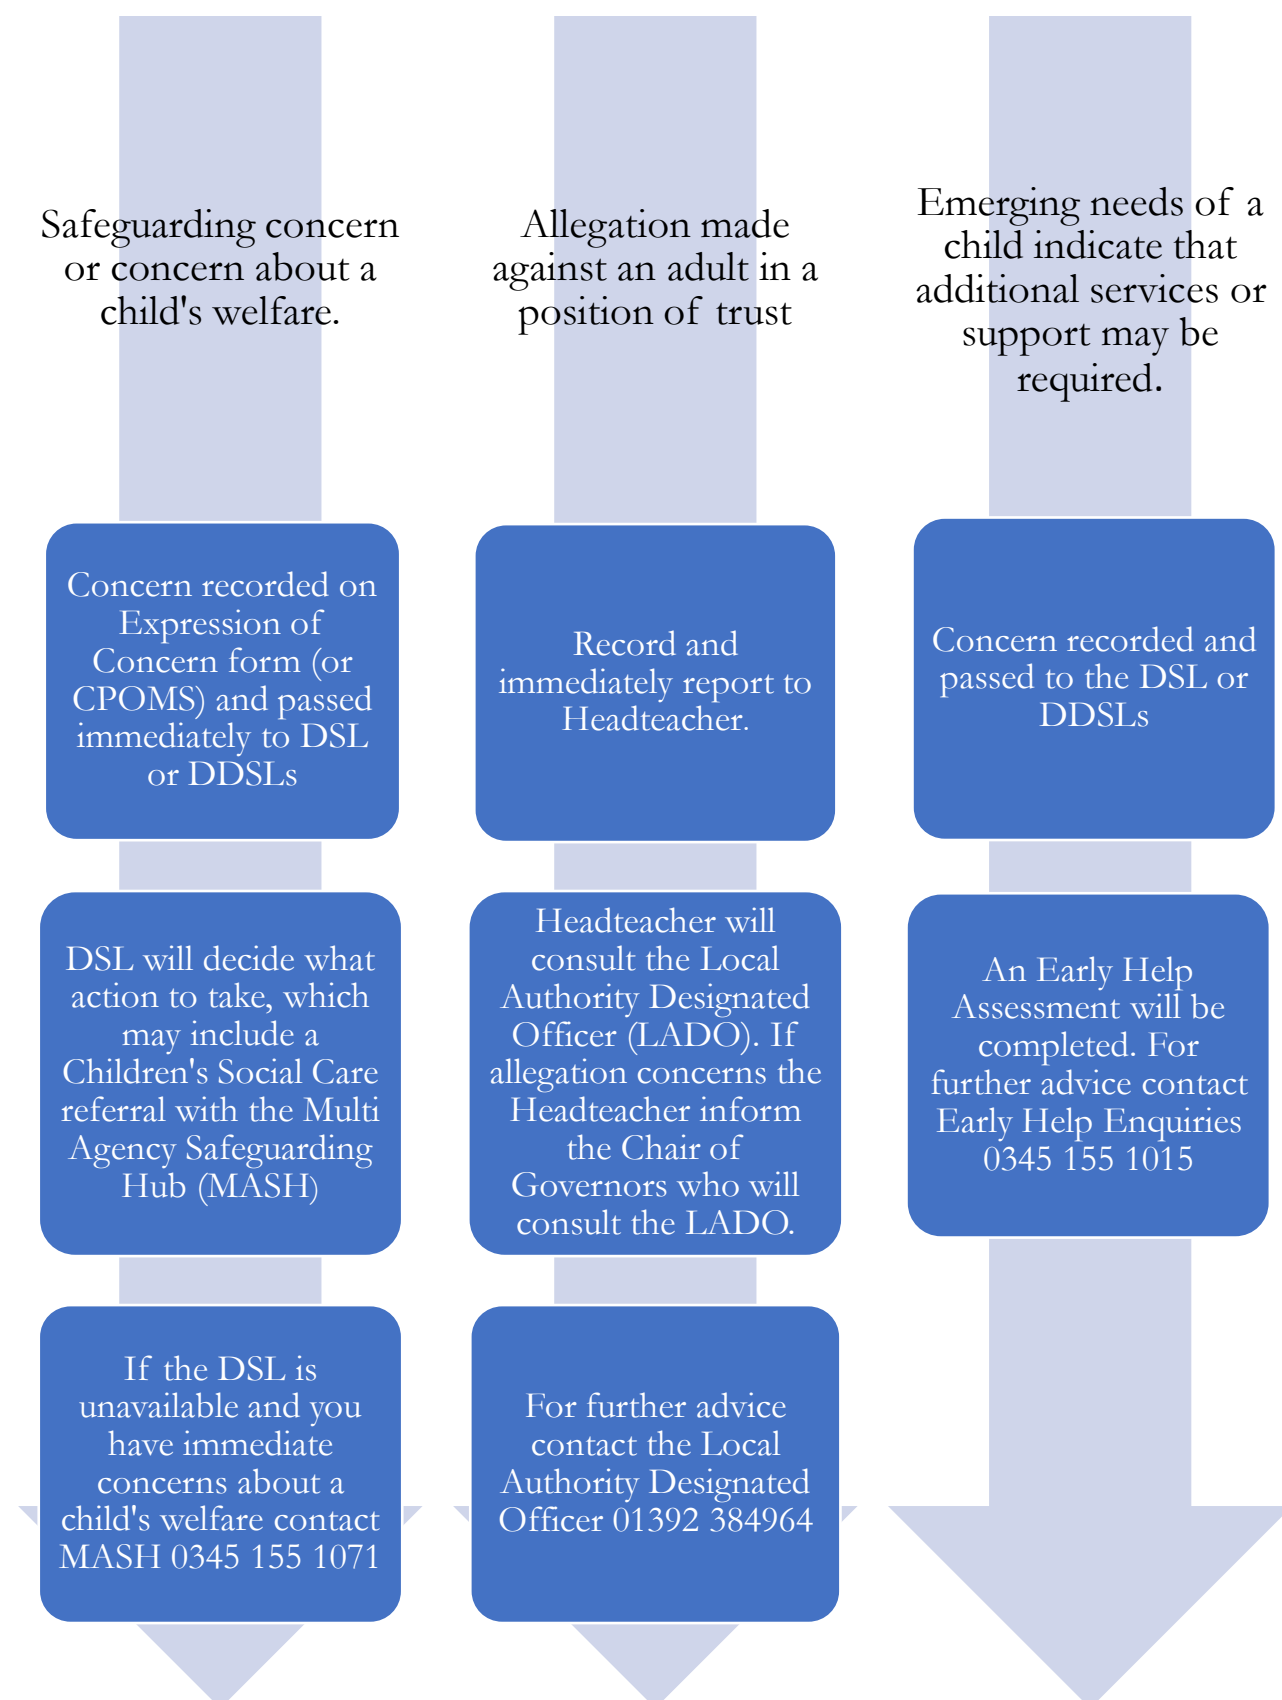 Safeguarding concern
or concern about a
child's welfare.
Concern recorded on
Expression of
Concern form (or
CPOMS) and passed
immediately to DSL
or DDSLs
DSL will decide what
action to take, which
may include a
Children's Social Care
referral with the Multi
Agency Safeguarding
Hub (MASH)
If the DSL is
unavailable and you
have immediate
concerns about a
child's welfare contact
MASH 0345 155 1071
Allegation made
against an adult in a
position of trust
Record and
immediately report to
Headteacher.
Headteacher will
consult the Local
Authority Designated
Officer (LADO). If
allegation concerns the
Headteacher inform
the Chair of
Governors who will
consult the LADO.
For further advice
contact the Local
Authority Designated
Officer 01392 384964
Emerging needs of a
child indicate that
additional services or
support may be
required.
Concern recorded and
passed to the DSL or
DDSLs
An Early Help
Assessment will be
completed. For
further advice contact
Early Help Enquiries
0345 155 1015